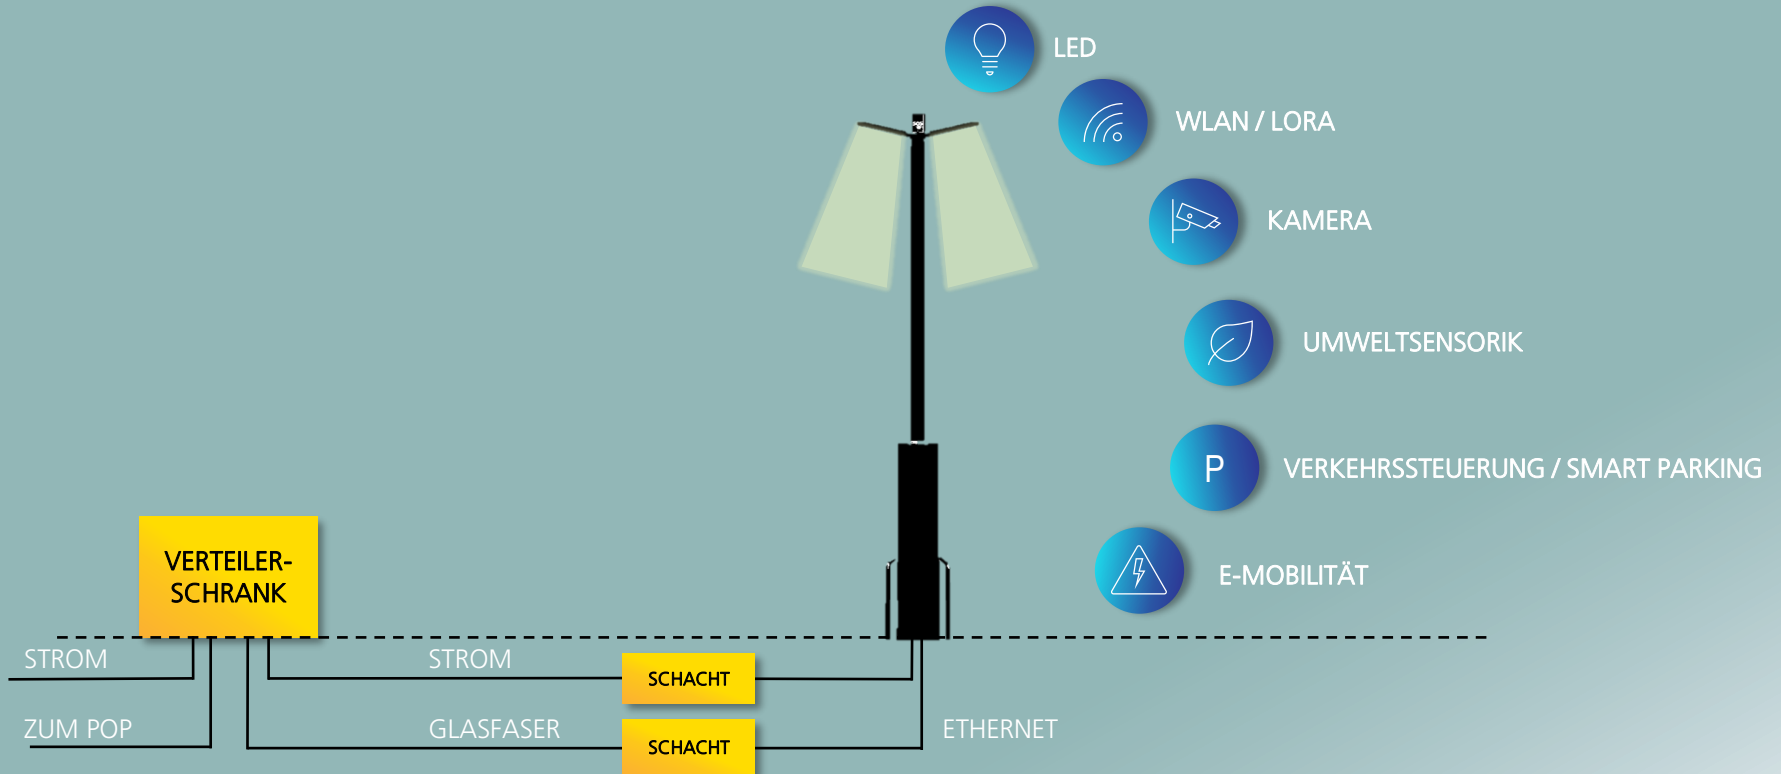 LED
WLAN / LORA
KAMERA
UMWELTSENSORIK
P
VERKEHRSSTEUERUNG / SMART PARKING
E-MOBILITÄT
VERTEILER-
SCHRANK
STROM
STROM
SCHACHT
ZUM POP
GLASFASER
SCHACHT
ETHERNET